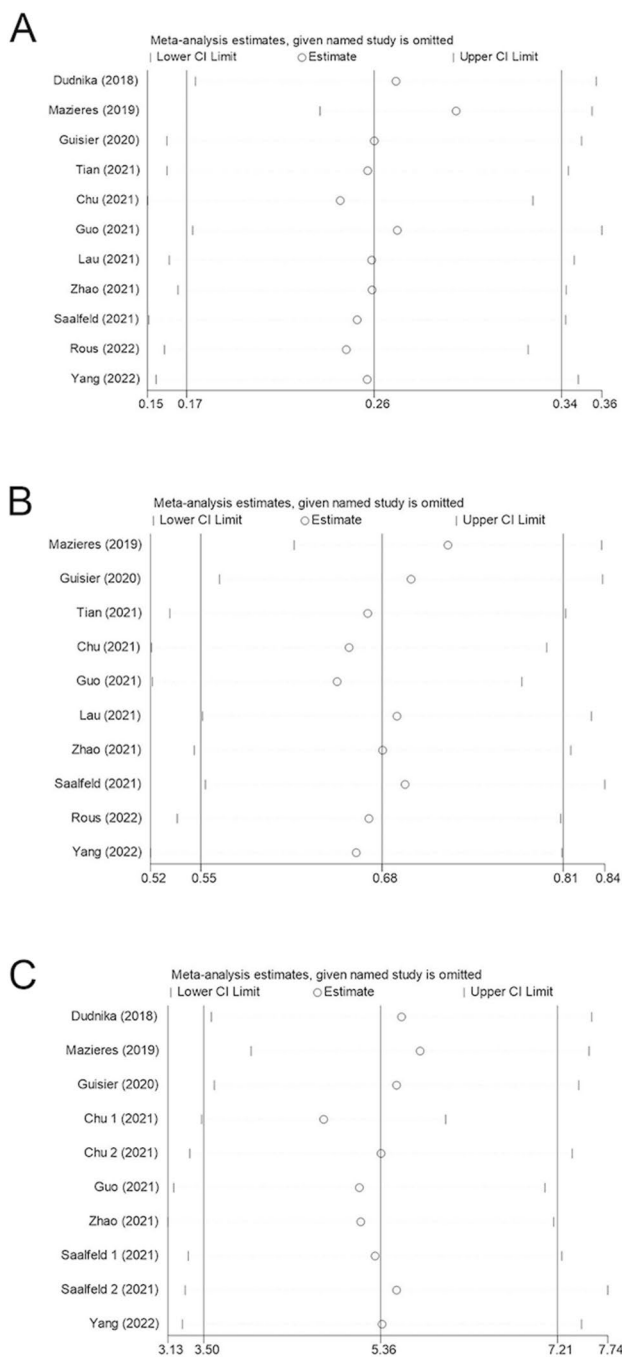 A
Meta-analysis estimates, given named study is omitted
Lower CI Limit Estimate Upper CI Limit
Dudnika (2018)
Mazieres (2019)
Guisier (2020)
Tian (2021)
Chu (2021)
Guo (2021)
Lau (2021)
Zhao (2021)
Saalfeld (2021)
Rous (2022)
Yang (2022)
0.15 0.17 0.26 0.34 0.36
B
Meta-analysis estimates, given named study is omitted
Lower CI Limit Estimate Upper CI Limit
Mazieres (2019)
Guisier (2020)
Tian (2021)
Chu (2021)
Guo (2021)
Lau (2021)
Zhao (2021)
Saalfeld (2021)
Rous (2022)
Yang (2022)
0.52 0.55 0.68 0.81 0.84
C
Meta-analysis estimates, given named study is omitted
Lower CI Limit Estimate Upper CI Limit
Dudnika (2018)
Mazieres (2019)
Guisier (2020)
Chu 1 (2021)
Chu 2 (2021)
Guo (2021)
Zhao (2021)
Saalfeld 1 (2021)
Saalfeld 2 (2021)
Yang (2022)
3.13 3.50 5.36 7.21 7.74